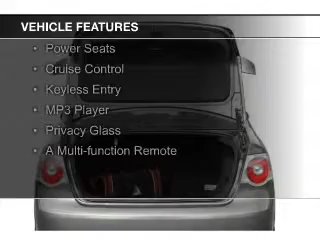 VEHICLE FEATURES
• Power Seats
• Cruise Control
• Keyless Entry
• MP3 Player
• Privacy Glass
• A Multi-function Remote